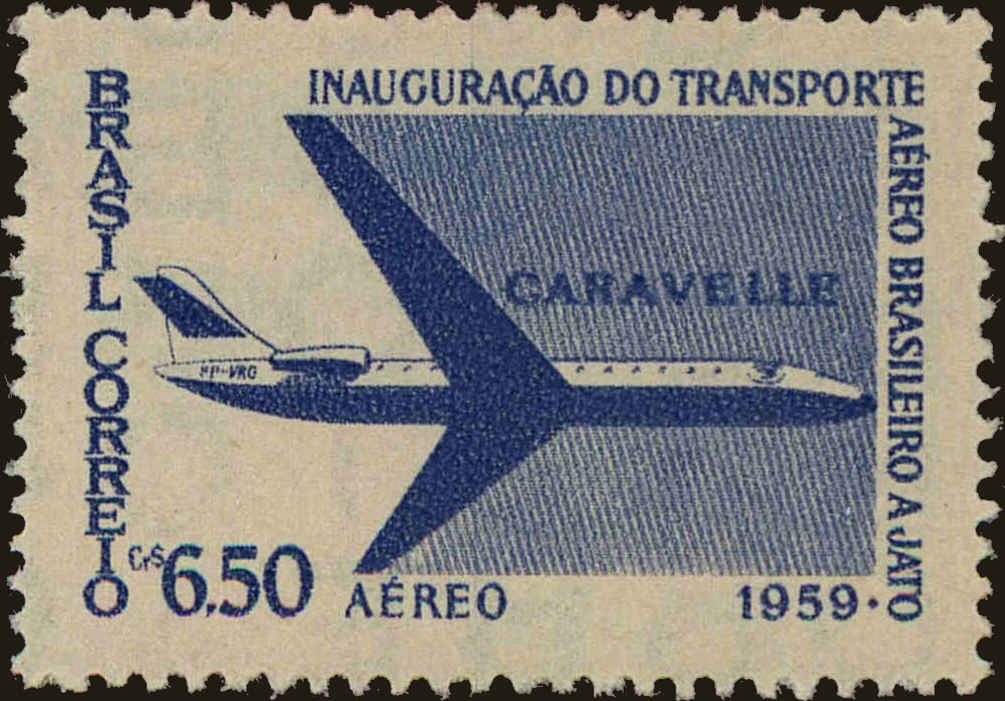 BRASIL CORREIO
INAUGURAÇÃO DO TRANSPORTE
AÉREO BRASILEIRO A JATO
CARAVELLE
PP-VRG
Cr$ 6,50
AÉREO
1959.